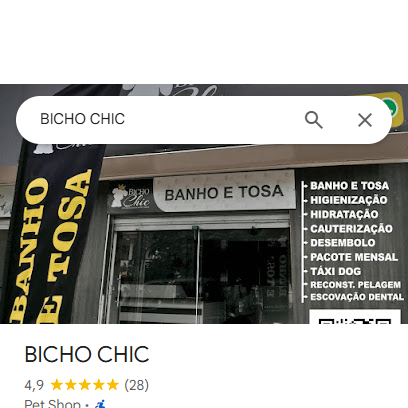 BICHO CHIC
BICHO
Chic
BANHO E TOSA
BANHO
E TOSA
- BANHO E TOSA
- HIGIENIZAÇÃO
- HIDRATAÇÃO
- CAUTERIZAÇÃO
- DESEMBOLO
- PACOTE MENSAL
- TÁXI DOG
- RECONST. PELAGEM
- ESCOVAÇÃO DENTAL
BICHO CHIC
4,9 ★★★★★ (28)
Pet Shop ·